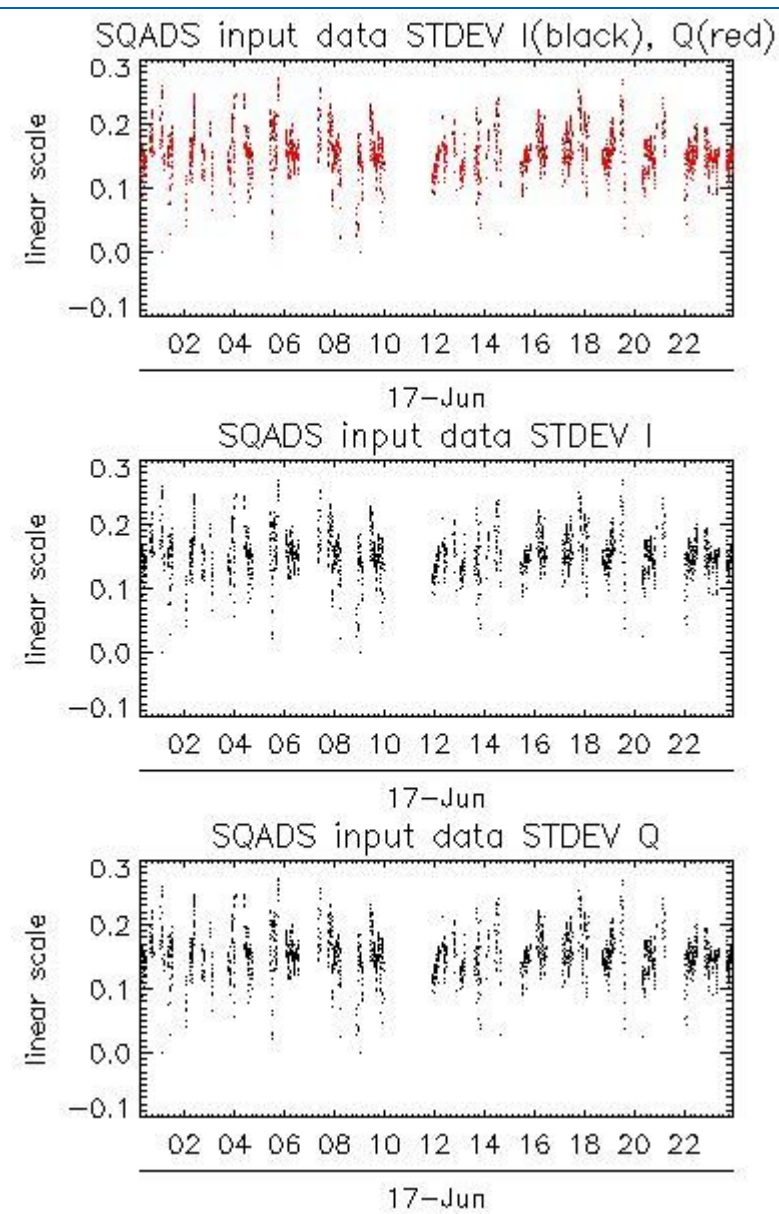 SQADS input data STDEV I(black), Q(red)
0.3
0.2
0.1
0.0
−0.1
linear scale
02 04 06 08 10 12 14 16 18 20 22
17−Jun
SQADS input data STDEV I
0.3
0.2
0.1
0.0
−0.1
linear scale
02 04 06 08 10 12 14 16 18 20 22
17−Jun
SQADS input data STDEV Q
0.3
0.2
0.1
0.0
−0.1
linear scale
02 04 06 08 10 12 14 16 18 20 22
17−Jun